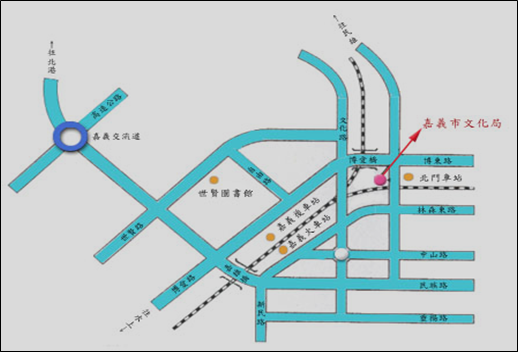 往北港
往民雄
高速公路
嘉義交流道
文化路
嘉義市文化局
博愛橋
博東路
北門車站
世賢圖書館
林森東路
嘉義後車站
嘉義火車站
世賢路
中山路
博愛路
民族路
新民路
垂楊路
往水上